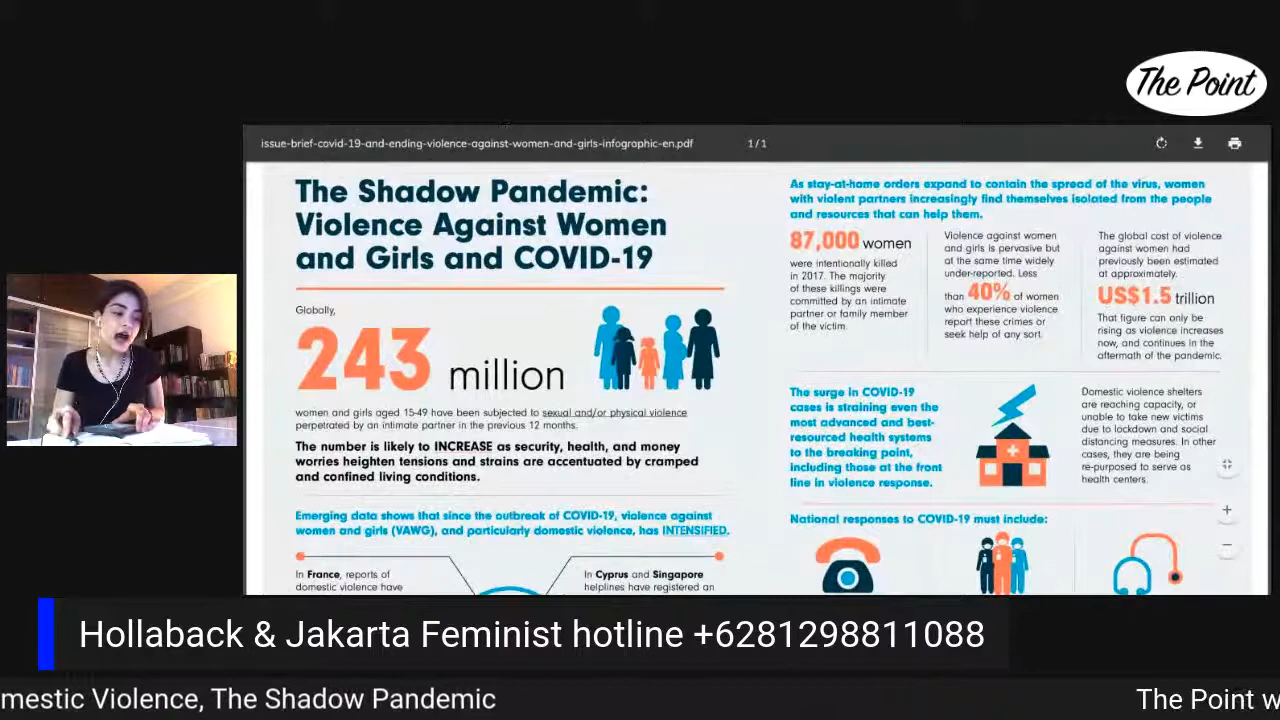 The Point
issue-brief-covid-19-and-ending-violence-against-women-and-girls-infographic-en.pdf
1 / 1
The Shadow Pandemic:
Violence Against Women
and Girls and COVID-19
Globally,
243 million
women and girls aged 15-49 have been subjected to sexual and/or physical violence
perpetrated by an intimate partner in the previous 12 months.
The number is likely to INCREASE as security, health, and money
worries heighten tensions and strains are accentuated by cramped
and confined living conditions.
Emerging data shows that since the outbreak of COVID-19, violence against
women and girls (VAWG), and particularly domestic violence, has INTENSIFIED.
In France, reports of
domestic violence have
In Cyprus and Singapore
helplines have registered an
As stay-at-home orders expand to contain the spread of the virus, women
with violent partners increasingly find themselves isolated from the people
and resources that can help them.
87,000 women
were intentionally killed
in 2017. The majority
of these killings were
committed by an intimate
partner or family member
of the victim.
Violence against women
and girls is pervasive but
at the same time widely
under-reported. Less
than 40% of women
who experience violence
report these crimes or
seek help of any sort.
The global cost of violence
against women had
previously been estimated
at approximately.
US$1.5 trillion
That figure can only be
rising as violence increases
now, and continues in the
aftermath of the pandemic.
The surge in COVID-19
cases is straining even the
most advanced and best-
resourced health systems
to the breaking point,
including those at the front
line in violence response.
Domestic violence shelters
are reaching capacity, or
unable to take new victims
due to lockdown and social
distancing measures. In other
cases, they are being
re-purposed to serve as
health centers.
National responses to COVID-19 must include:
Hollaback & Jakarta Feminist hotline +6281298811088
mestic Violence, The Shadow Pandemic
The Point w